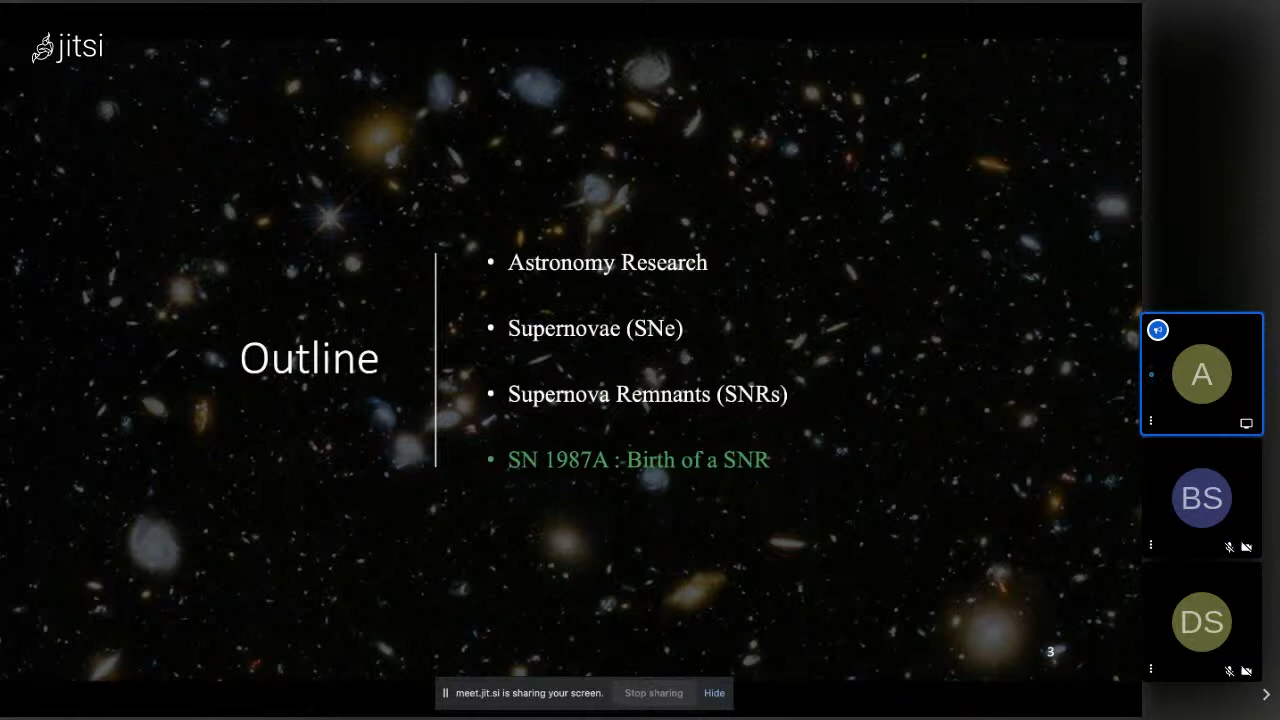 jitsi
Outline
• Astronomy Research
• Supernovae (SNe)
• Supernova Remnants (SNRs)
• SN 1987A : Birth of a SNR
3
A
BS
DS
meet.jit.si is sharing your screen. Stop sharing Hide